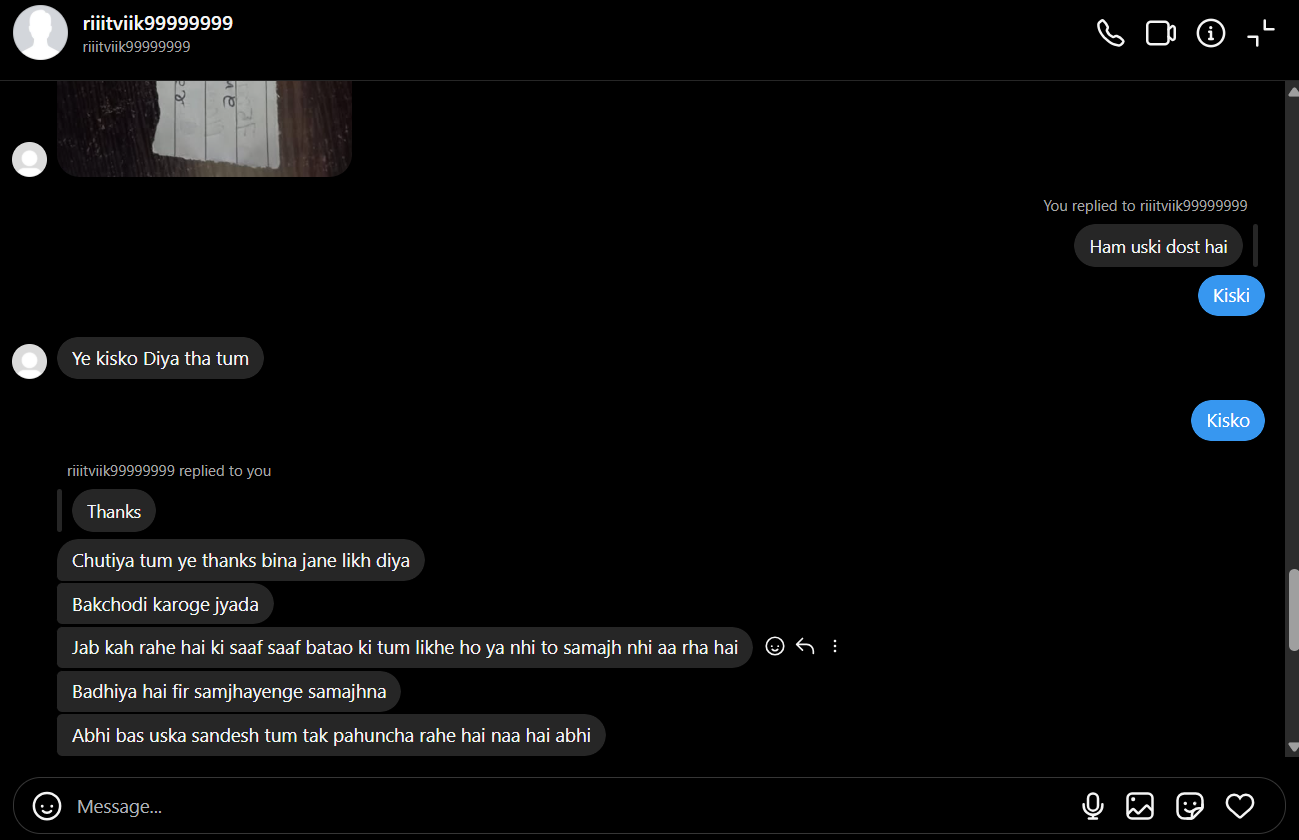 riiitviik99999999
riiitviik99999999
You replied to riiitviik99999999
Ham uski dost hai
Kiski
Ye kisko Diya tha tum
Kisko
riiitviik99999999 replied to you
Thanks
Chutiya tum ye thanks bina jane likh diya
Bakchodi karoge jyada
Jab kah rahe hai ki saaf saaf batao ki tum likhe ho ya nhi to samajh nhi aa rha hai
Badhiya hai fir samjhayenge samajhna
Abhi bas uska sandesh tum tak pahuncha rahe hai naa hai abhi
Message...